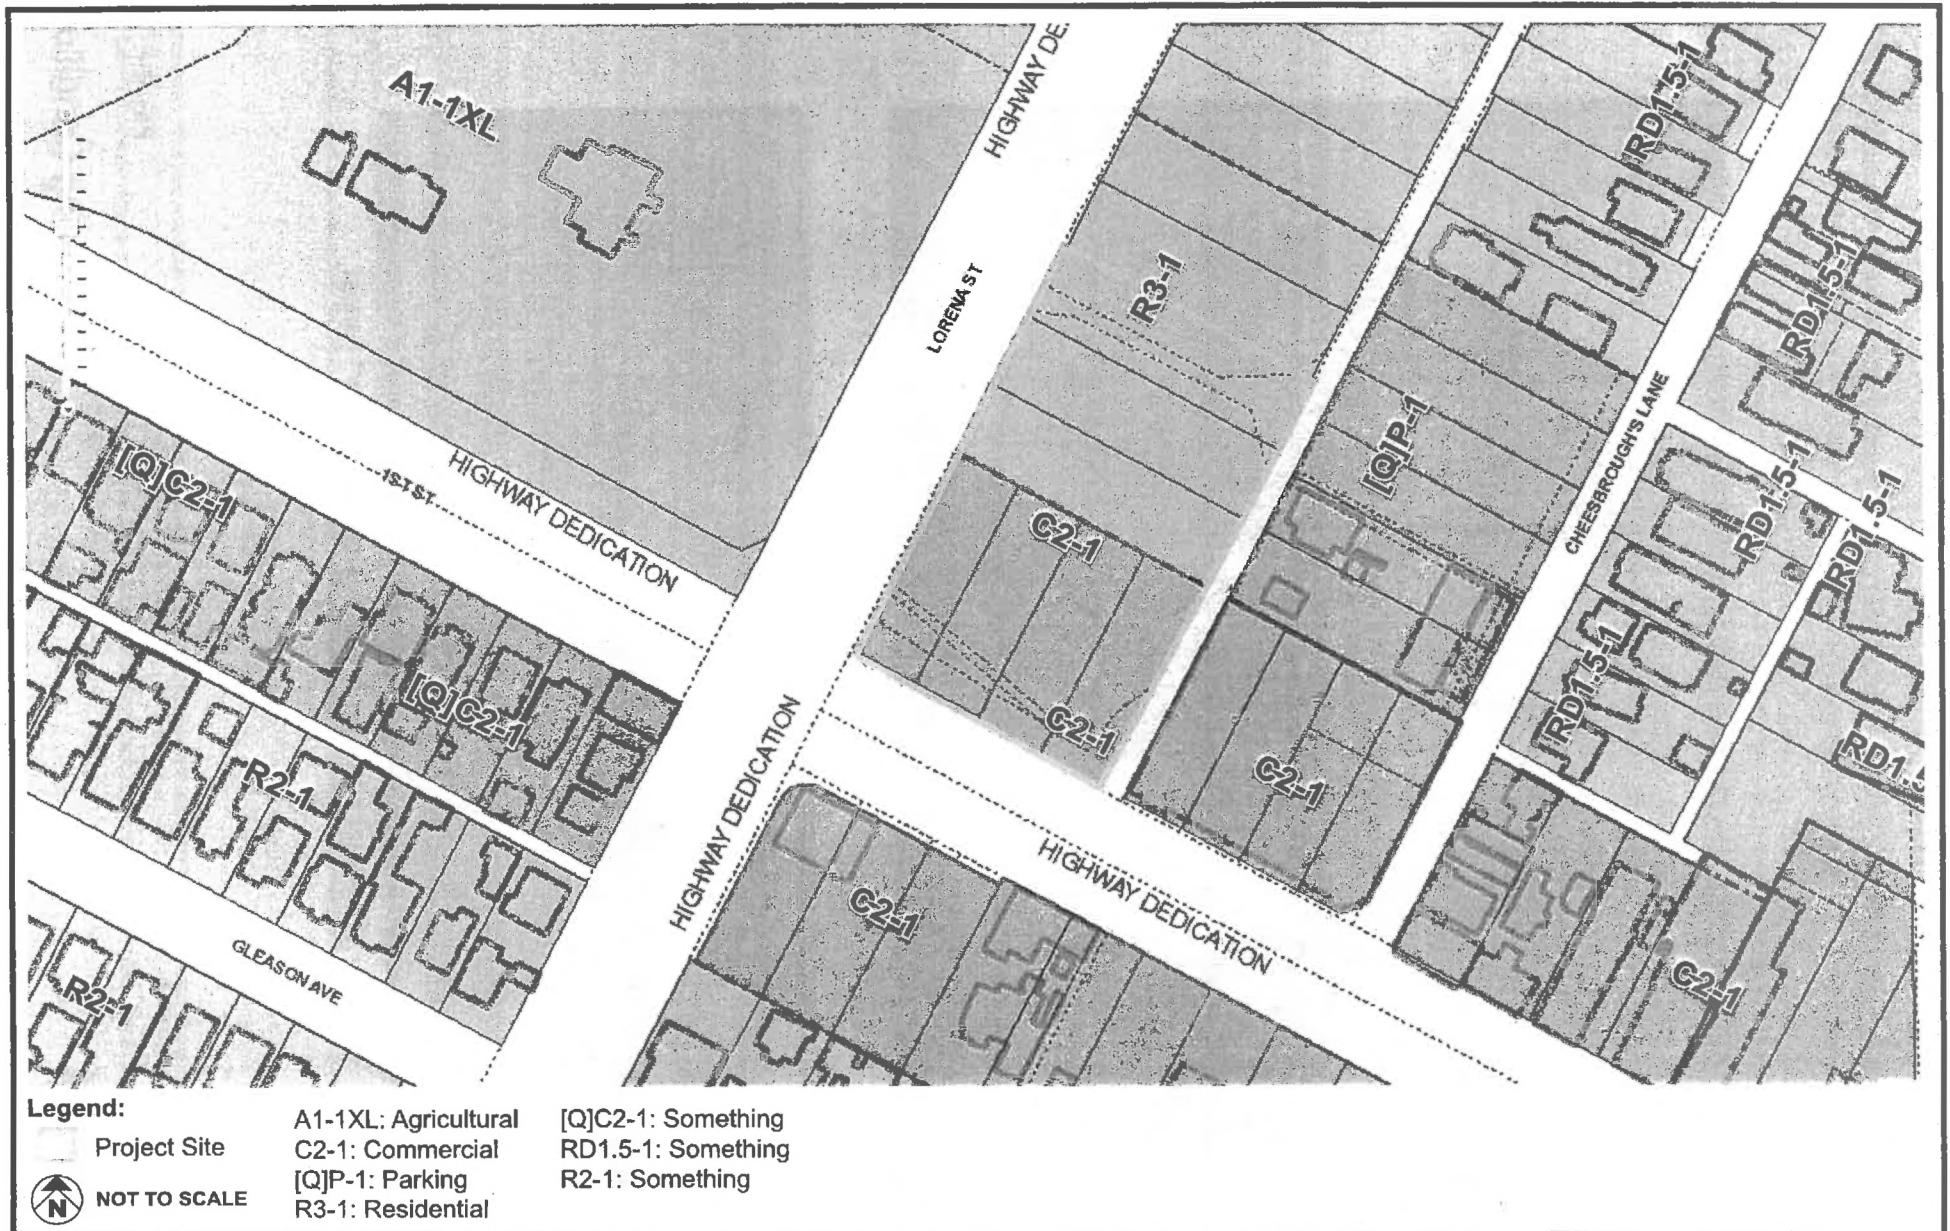 HIGHWAY DE
A1-1XL
RD1.5-1
LORENA ST
R3-1
RD1.5-1
[Q]P-1
CHEESBROUGH'S LANE
[Q]C2-1
1ST ST
HIGHWAY DEDICATION
C2-1
RD1.5-1
RD1.5-1
RD1.5-1
[Q]C2-1
C2-1
RD1.5
R2-1
C2-1
HIGHWAY DEDICATION
HIGHWAY DEDICATION
C2-1
GLEASON AVE
R2-1
C2-1
Legend:
Project Site
NOT TO SCALE
N
A1-1XL: Agricultural
C2-1: Commercial
[Q]P-1: Parking
R3-1: Residential
[Q]C2-1: Something
RD1.5-1: Something
R2-1: Something